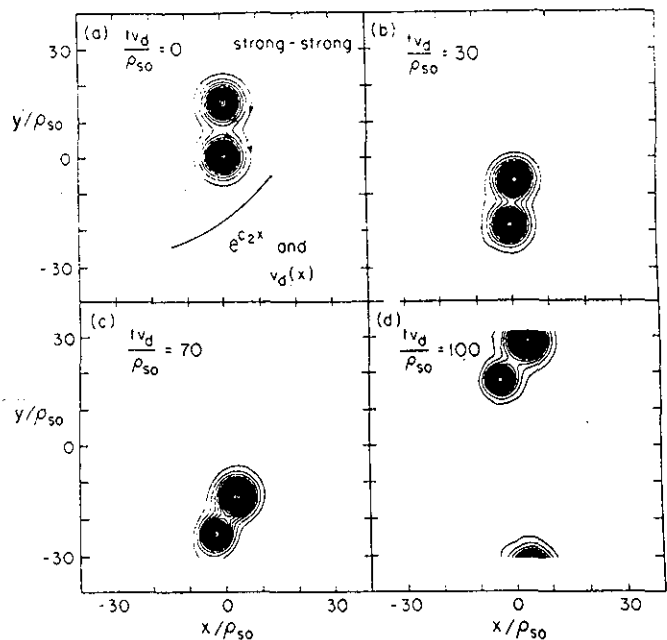 (a) tv_d/ρ_so = 0 strong-strong
30
y/ρ_so
0
e^{c_2 x} and
v_d(x)
-30
(b) tv_d/ρ_so = 30
(c) tv_d/ρ_so = 70
30
y/ρ_so
0
-30
-30 0 30
x/ρ_so
(d) tv_d/ρ_so = 100
-30 0 30
x/ρ_so